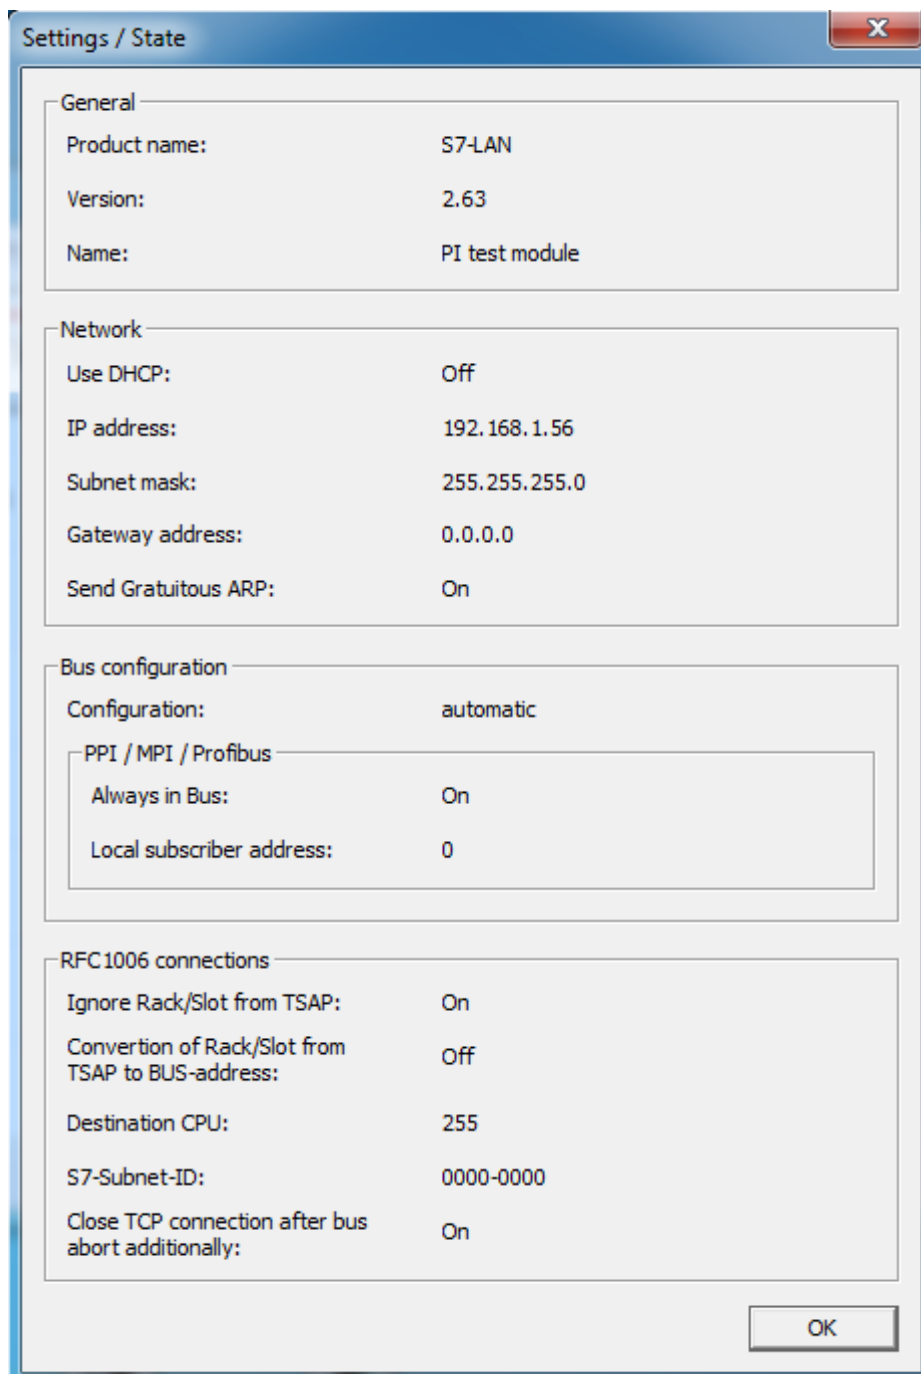 Settings / State
General
Product name: S7-LAN
Version: 2.63
Name: PI test module
Network
Use DHCP: Off
IP address: 192.168.1.56
Subnet mask: 255.255.255.0
Gateway address: 0.0.0.0
Send Gratuitous ARP: On
Bus configuration
Configuration: automatic
PPI / MPI / Profibus
Always in Bus: On
Local subscriber address: 0
RFC1006 connections
Ignore Rack/Slot from TSAP: On
Convertion of Rack/Slot from
TSAP to BUS-address: Off
Destination CPU: 255
S7-Subnet-ID: 0000-0000
Close TCP connection after bus
abort additionally: On
OK